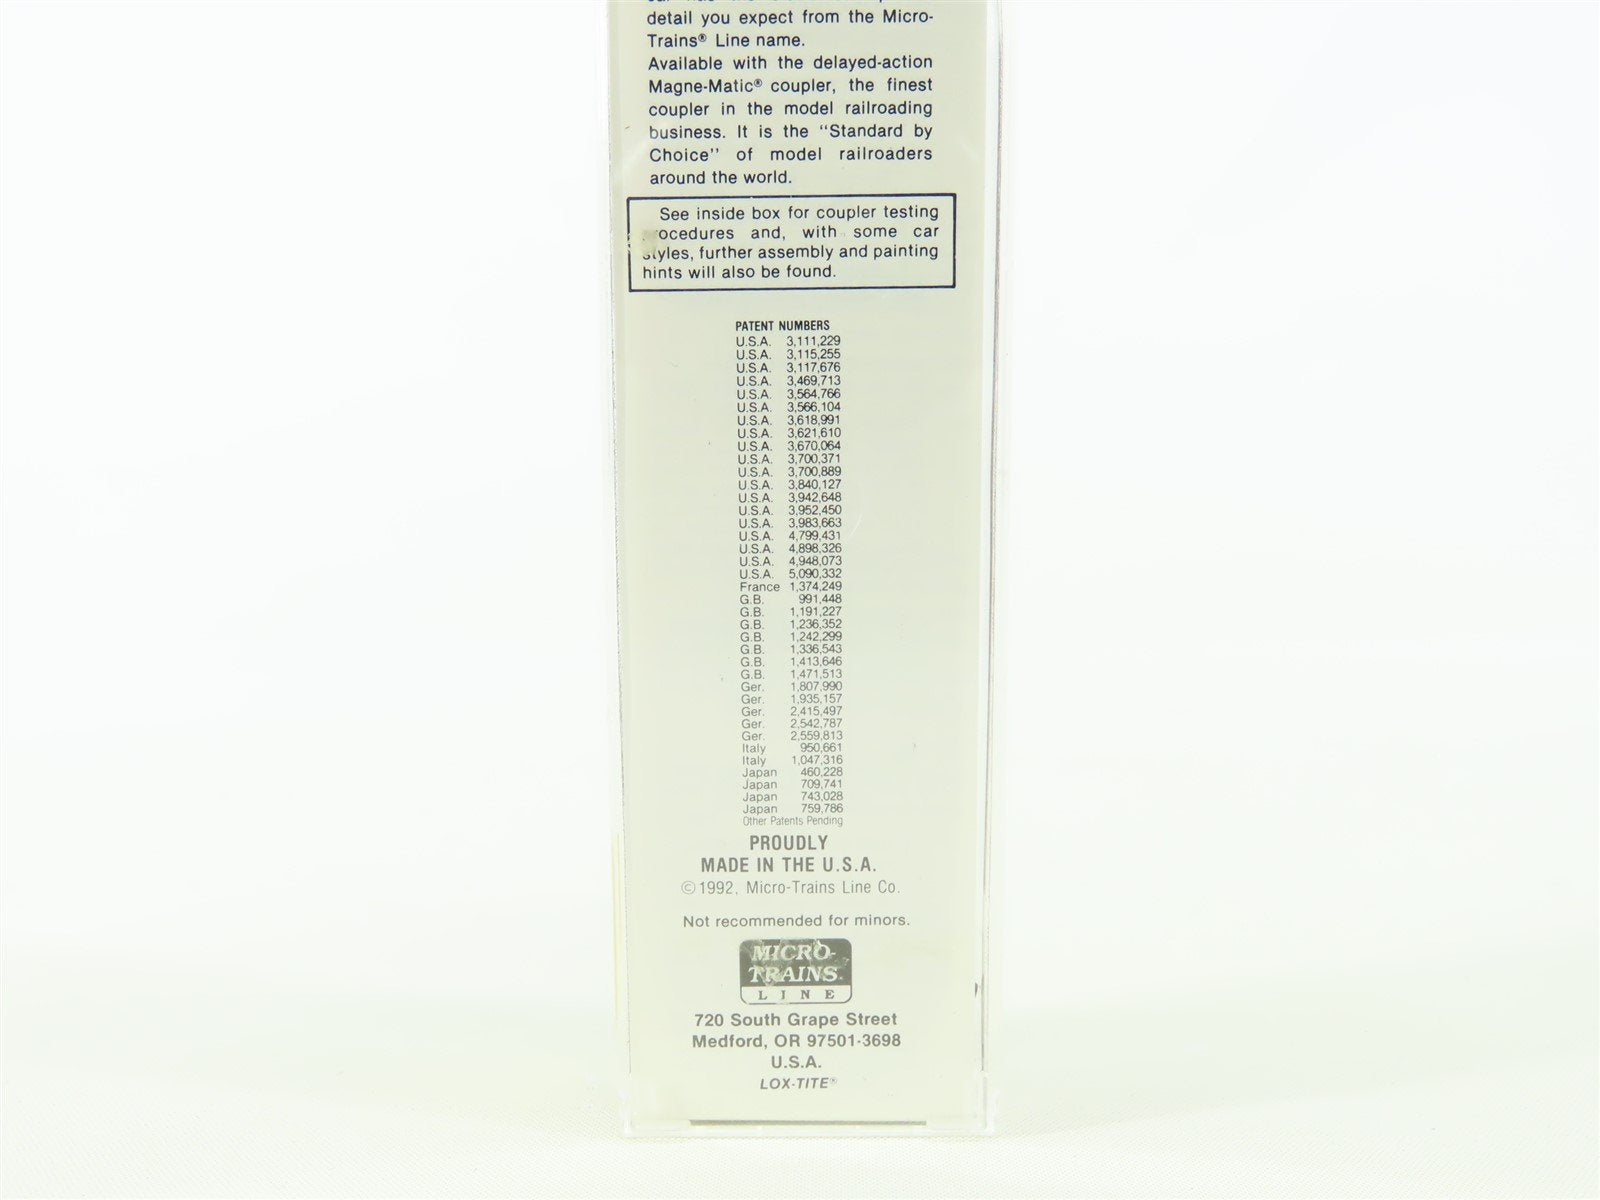 detail you expect from the Micro-
Trains® Line name.
Available with the delayed-action
Magne-Matic® coupler, the finest
coupler in the model railroading
business. It is the "Standard by
Choice" of model railroaders
around the world.
See inside box for coupler testing
rocedures and, with some car
styles, further assembly and painting
hints will also be found.
PATENT NUMBERS
U.S.A. 3,111,229
U.S.A. 3,115,255
U.S.A. 3,117,676
U.S.A. 3,469,713
U.S.A. 3,564,766
U.S.A. 3,566,104
U.S.A. 3,618,991
U.S.A. 3,621,610
U.S.A. 3,670,064
U.S.A. 3,700,371
U.S.A. 3,700,889
U.S.A. 3,840,127
U.S.A. 3,942,648
U.S.A. 3,952,450
U.S.A. 3,983,663
U.S.A. 4,799,431
U.S.A. 4,898,326
U.S.A. 4,948,073
U.S.A. 5,090,332
France 1,374,249
G.B. 991,448
G.B. 1,191,227
G.B. 1,236,352
G.B. 1,242,299
G.B. 1,336,543
G.B. 1,413,646
G.B. 1,471,513
Ger. 1,807,990
Ger. 1,935,157
Ger. 2,415,497
Ger. 2,542,787
Ger. 2,559,813
Italy 950,661
Italy 1,047,316
Japan 460,228
Japan 709,741
Japan 743,028
Japan 759,786
Other Patents Pending
PROUDLY
MADE IN THE U.S.A.
©1992, Micro-Trains Line Co.
Not recommended for minors.
MICRO-
TRAINS
LINE
720 South Grape Street
Medford, OR 97501-3698
U.S.A.
LOX-TITE®